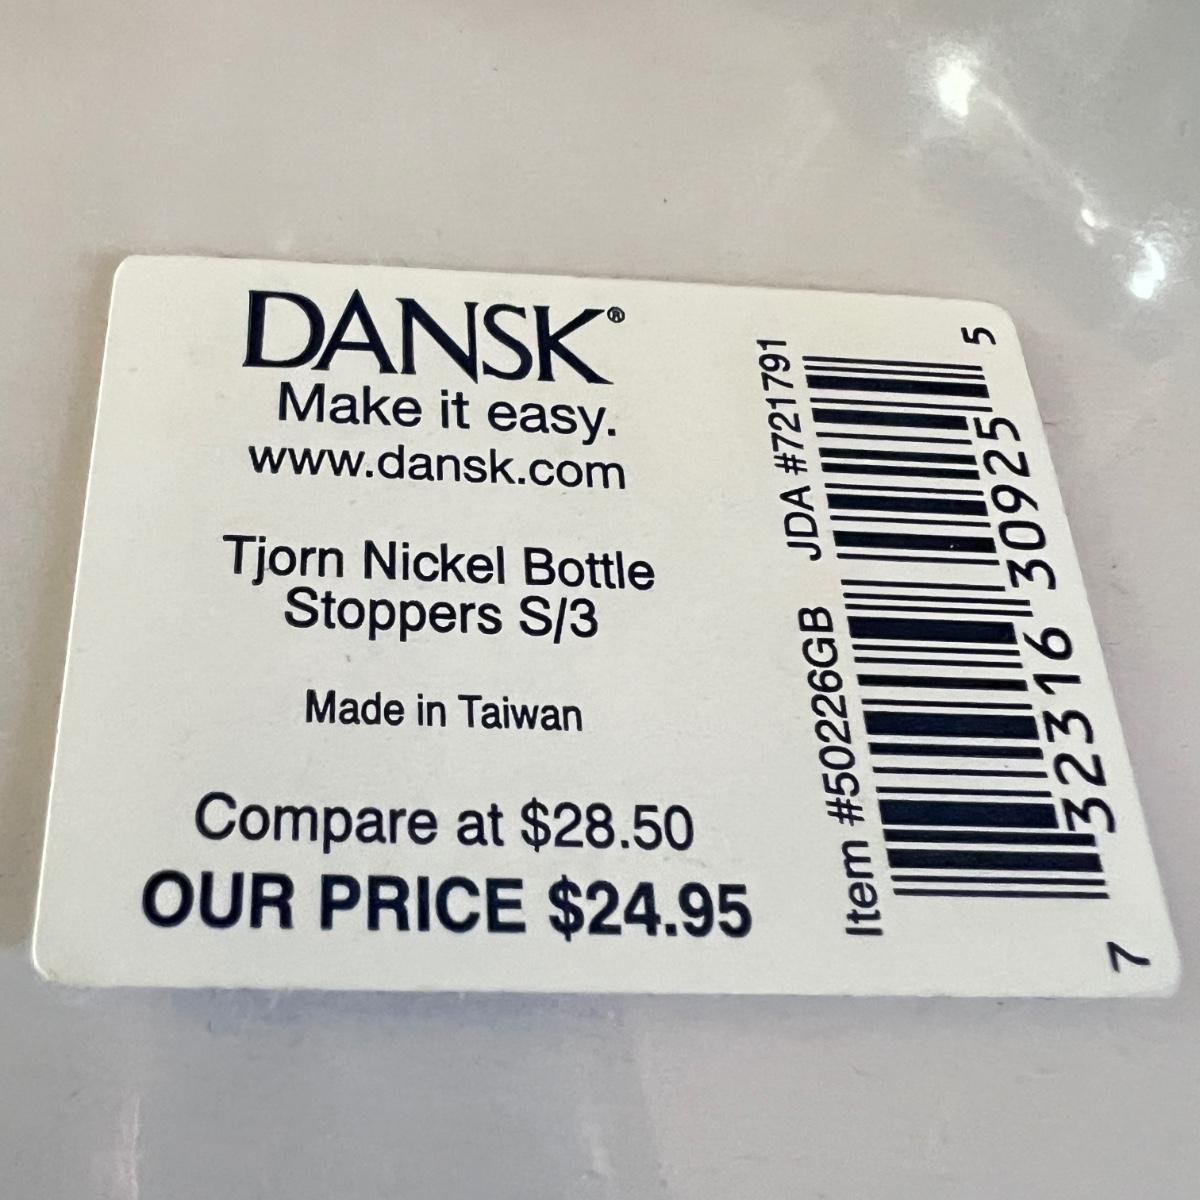 DANSK®
Make it easy.
www.dansk.com
Tjorn Nickel Bottle
Stoppers S/3
Made in Taiwan
Compare at $28.50
OUR PRICE $24.95
Item #50226GB JDA #721791
7 32316 30925 5